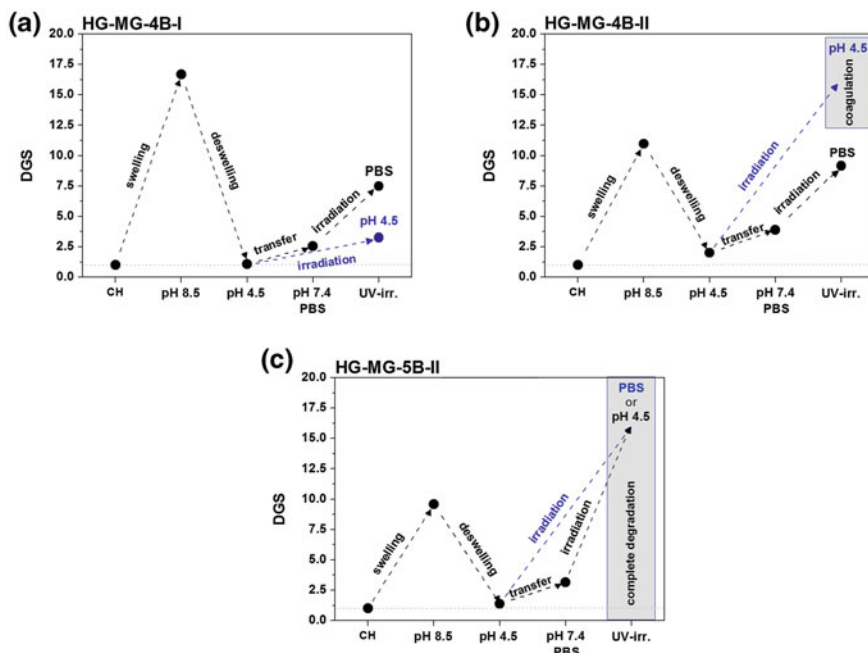 (a) HG-MG-4B-I
DGS
20.0
17.5
15.0
12.5
10.0
7.5
5.0
2.5
0.0
swelling
deswelling
transfer
irradiation
irradiation
PBS
pH 4.5
CH pH 8.5 pH 4.5 pH 7.4 UV-irr.
PBS
(b) HG-MG-4B-II
DGS
20.0
17.5
15.0
12.5
10.0
7.5
5.0
2.5
0.0
swelling
deswelling
irradiation
transfer
irradiation
pH 4.5
coagulation
PBS
CH pH 8.5 pH 4.5 pH 7.4 UV-irr.
PBS
(c) HG-MG-5B-II
DGS
20.0
17.5
15.0
12.5
10.0
7.5
5.0
2.5
0.0
swelling
deswelling
irradiation
transfer
irradiation
PBS
or
pH 4.5
complete degradation
CH pH 8.5 pH 4.5 pH 7.4 UV-irr.
PBS